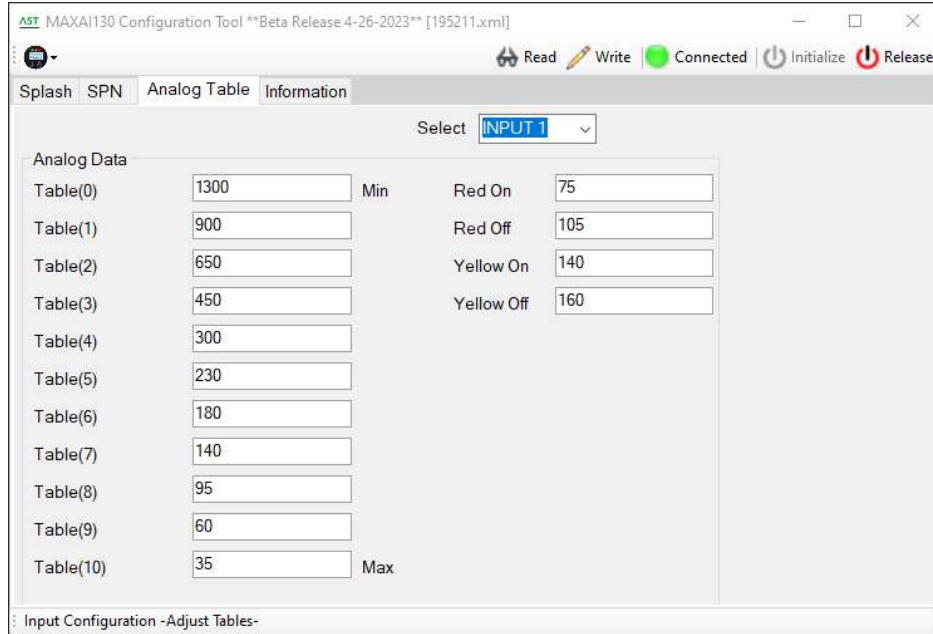 AST MAXAI130 Configuration Tool **Beta Release 4-26-2023** [195211.xml]
Read Write Connected Initialize Release
Splash SPN Analog Table Information
Select INPUT 1
Analog Data
Table(0) 1300 Min Red On 75
Table(1) 900 Red Off 105
Table(2) 650 Yellow On 140
Table(3) 450 Yellow Off 160
Table(4) 300
Table(5) 230
Table(6) 180
Table(7) 140
Table(8) 95
Table(9) 60
Table(10) 35 Max
Input Configuration -Adjust Tables-